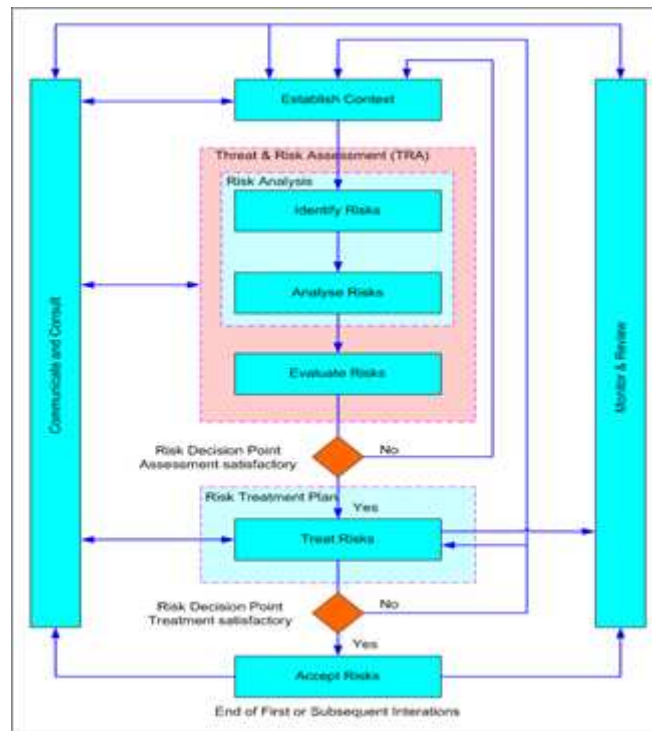 Establish Context
Threat & Risk Assessment (TRA)
Risk Analysis
Identify Risks
Analyse Risks
Evaluate Risks
Communicate and Consult
Monitor & Review
Risk Decision Point
Assessment satisfactory
No
Yes
Risk Treatment Plan
Treat Risks
Risk Decision Point
Treatment satisfactory
No
Yes
Accept Risks
End of First or Subsequent Interations